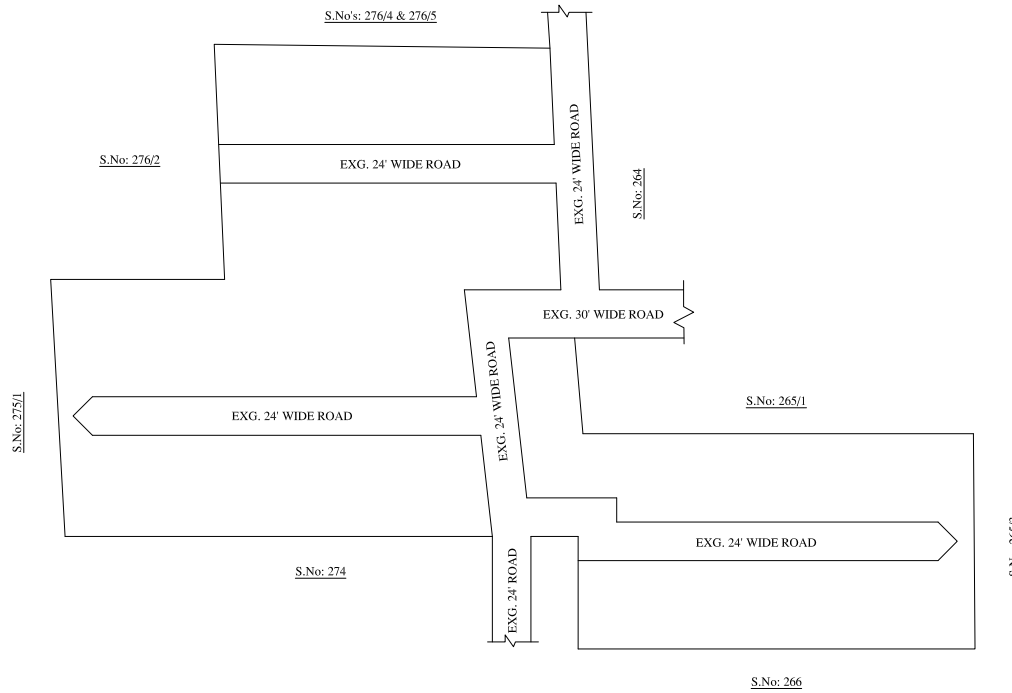 S.No's: 276/4 & 276/5
EXG. 24' WIDE ROAD
S.No: 276/2
EXG. 24' WIDE ROAD
S.No: 264
EXG. 30' WIDE ROAD
EXG. 24' WIDE ROAD
S.No: 275/1
EXG. 24' WIDE ROAD
S.No: 265/1
EXG. 24' WIDE ROAD
S.No: 274
EXG. 24' ROAD
S.No: 266